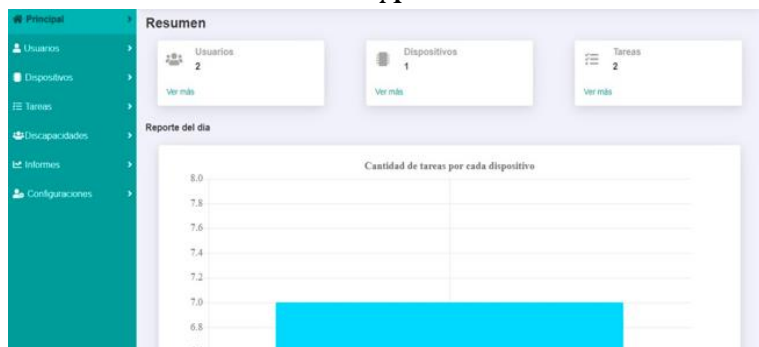 Principal
Usuarios
Dispositivos
Tareas
Discapacidades
Informes
Configuraciones
Resumen
Usuarios
2
Ver más
Dispositivos
1
Ver más
Tareas
2
Ver más
Reporte del dia
Cantidad de tareas por cada dispositivo
8.0
7.8
7.6
7.4
7.2
7.0
6.8